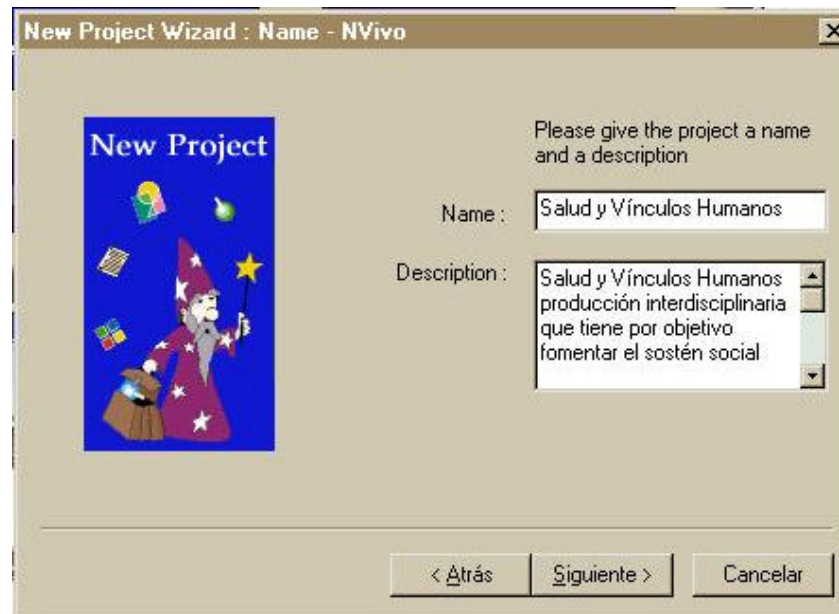 New Project Wizard : Name - NVivo
New Project
Please give the project a name
and a description
Name :
Salud y Vínculos Humanos
Description :
Salud y Vínculos Humanos
producción interdisciplinaria
que tiene por objetivo
fomentar el sostén social
< Atrás
Siguiente >
Cancelar